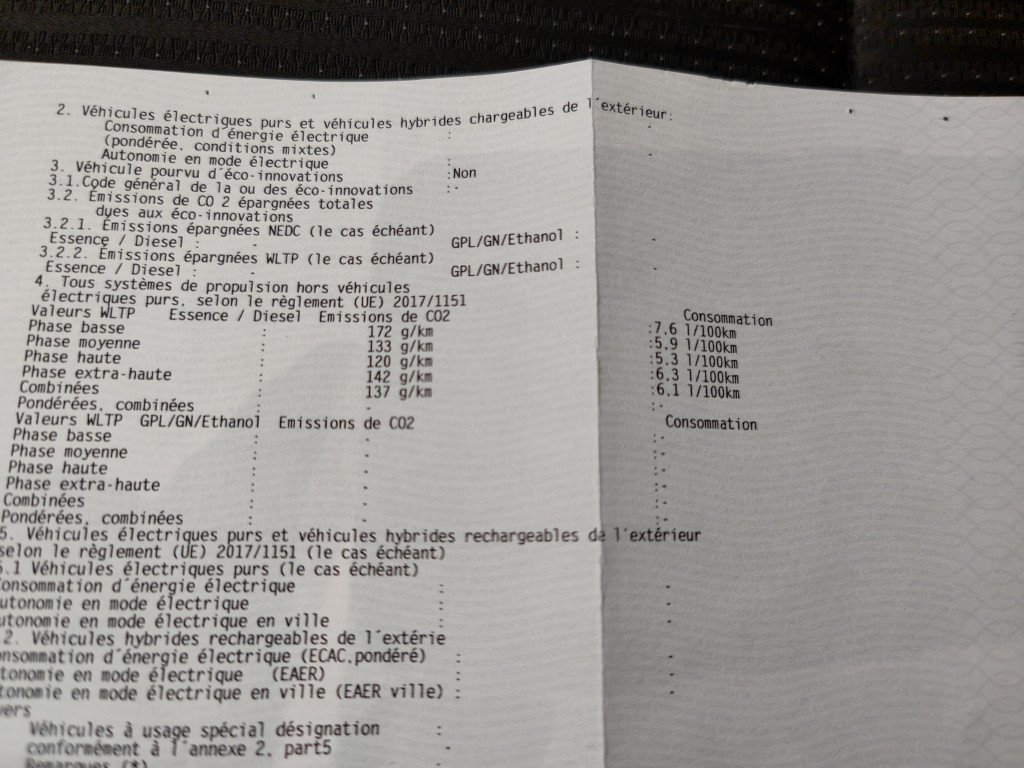 2. Véhicules électriques purs et véhicules hybrides chargeables de l'extérieur:
Consommation d'énergie électrique : -
(pondérée, conditions mixtes)
Autonomie en mode électrique : -
3. Véhicule pourvu d'éco-innovations :Non
3.1.Code général de la ou des éco-innovations :-
3.2. Émissions de CO 2 épargnées totales
dues aux éco-innovations
3.2.1. Émissions épargnées NEDC (le cas échéant)
Essence / Diesel : - GPL/GN/Ethanol : -
3.2.2. Émissions épargnées WLTP (le cas échéant)
Essence / Diesel : - GPL/GN/Ethanol : -
4. Tous systèmes de propulsion hors véhicules
électriques purs, selon le règlement (UE) 2017/1151
Valeurs WLTP Essence / Diesel Emissions de CO2 Consommation
Phase basse : 172 g/km :7,6 l/100km
Phase moyenne : 133 g/km :5,9 l/100km
Phase haute : 120 g/km :5,3 l/100km
Phase extra-haute : 142 g/km :6,3 l/100km
Combinées : 137 g/km :6,1 l/100km
Pondérées, combinées : - :-
Valeurs WLTP GPL/GN/Ethanol Emissions de CO2 Consommation
Phase basse : - :-
Phase moyenne : - :-
Phase haute : - :-
Phase extra-haute : - :-
Combinées : - :-
Pondérées, combinées : - :-
5. Véhicules électriques purs et véhicules hybrides rechargeables de l'extérieur
selon le règlement (UE) 2017/1151 (le cas échéant)
5.1 Véhicules électriques purs (le cas échéant)
onsommation d'énergie électrique : -
utonomie en mode électrique : -
utonomie en mode électrique en ville : -
.2. Véhicules hybrides rechargeables de l'extérie
nsommation d'énergie électrique (ECAC,pondéré) : -
tonomie en mode électrique (EAER) : -
tonomie en mode électrique en ville (EAER ville) : -
vers
Véhicules à usage spécial désignation :
conformément à l'annexe 2, part5 -
Remarques (*)